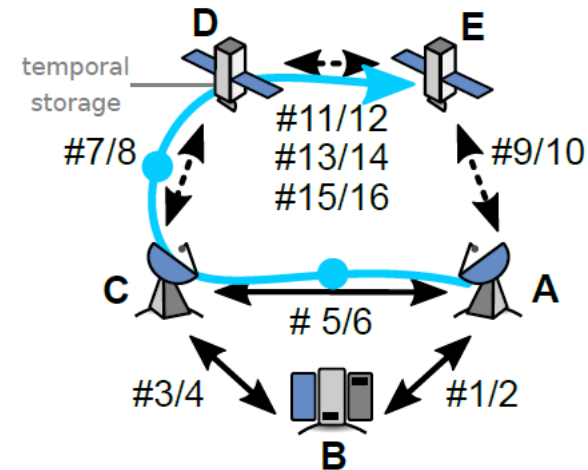 D
E
temporal
storage
#11/12
#7/8
#9/10
#13/14
#15/16
C
A
# 5/6
#3/4
#1/2
B